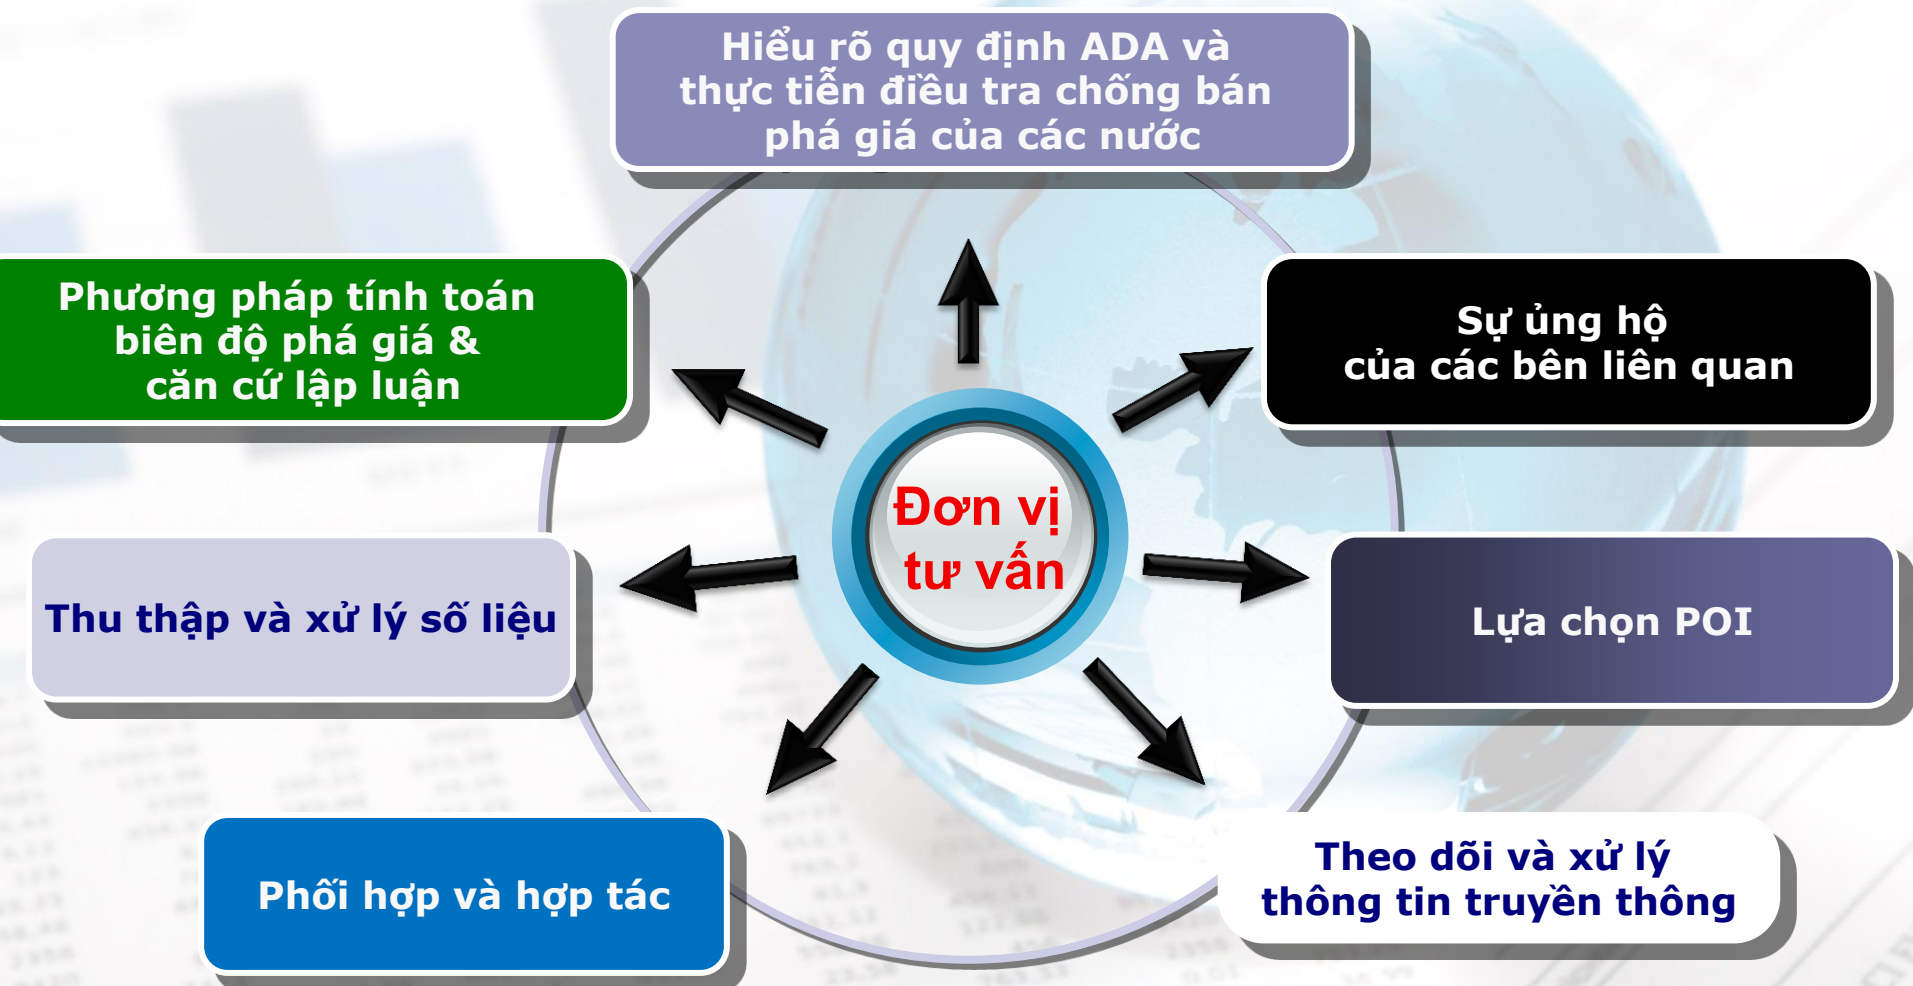 Hiểu rõ quy định ADA và
thực tiễn điều tra chống bán
phá giá của các nước
Phương pháp tính toán
biên độ phá giá &
căn cứ lập luận
Sự ủng hộ
của các bên liên quan
Đơn vị
tư vấn
Thu thập và xử lý số liệu
Lựa chọn POI
Phối hợp và hợp tác
Theo dõi và xử lý
thông tin truyền thông